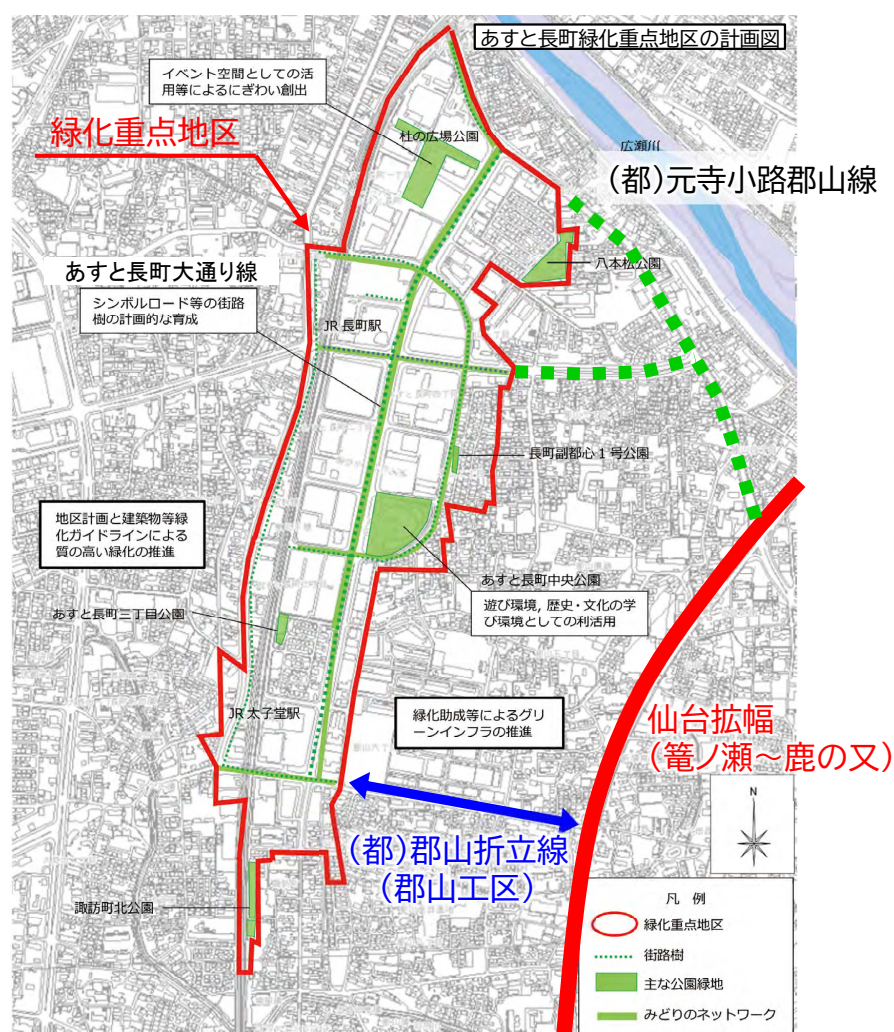 あすと長町緑化重点地区の計画図
イベント空間としての活
用等によるにぎわい創出
緑化重点地区
杜の広場公園
広瀬川
(都)元寺小路郡山線
八本松公園
あすと長町大通り線
シンボルロード等の街路
樹の計画的な育成
JR 長町駅
長町副都心1号公園
地区計画と建築物等緑
化ガイドラインによる
質の高い緑化の推進
あすと長町中央公園
遊び環境,歴史・文化の学
び環境としての利活用
あすと長町三丁目公園
JR 太子堂駅
緑化助成等によるグリ
ーンインフラの推進
仙台拡幅
(篭ノ瀬~鹿の又)
(都)郡山折立線
(郡山工区)
諏訪町北公園
N
凡 例
緑化重点地区
街路樹
主な公園緑地
みどりのネットワーク